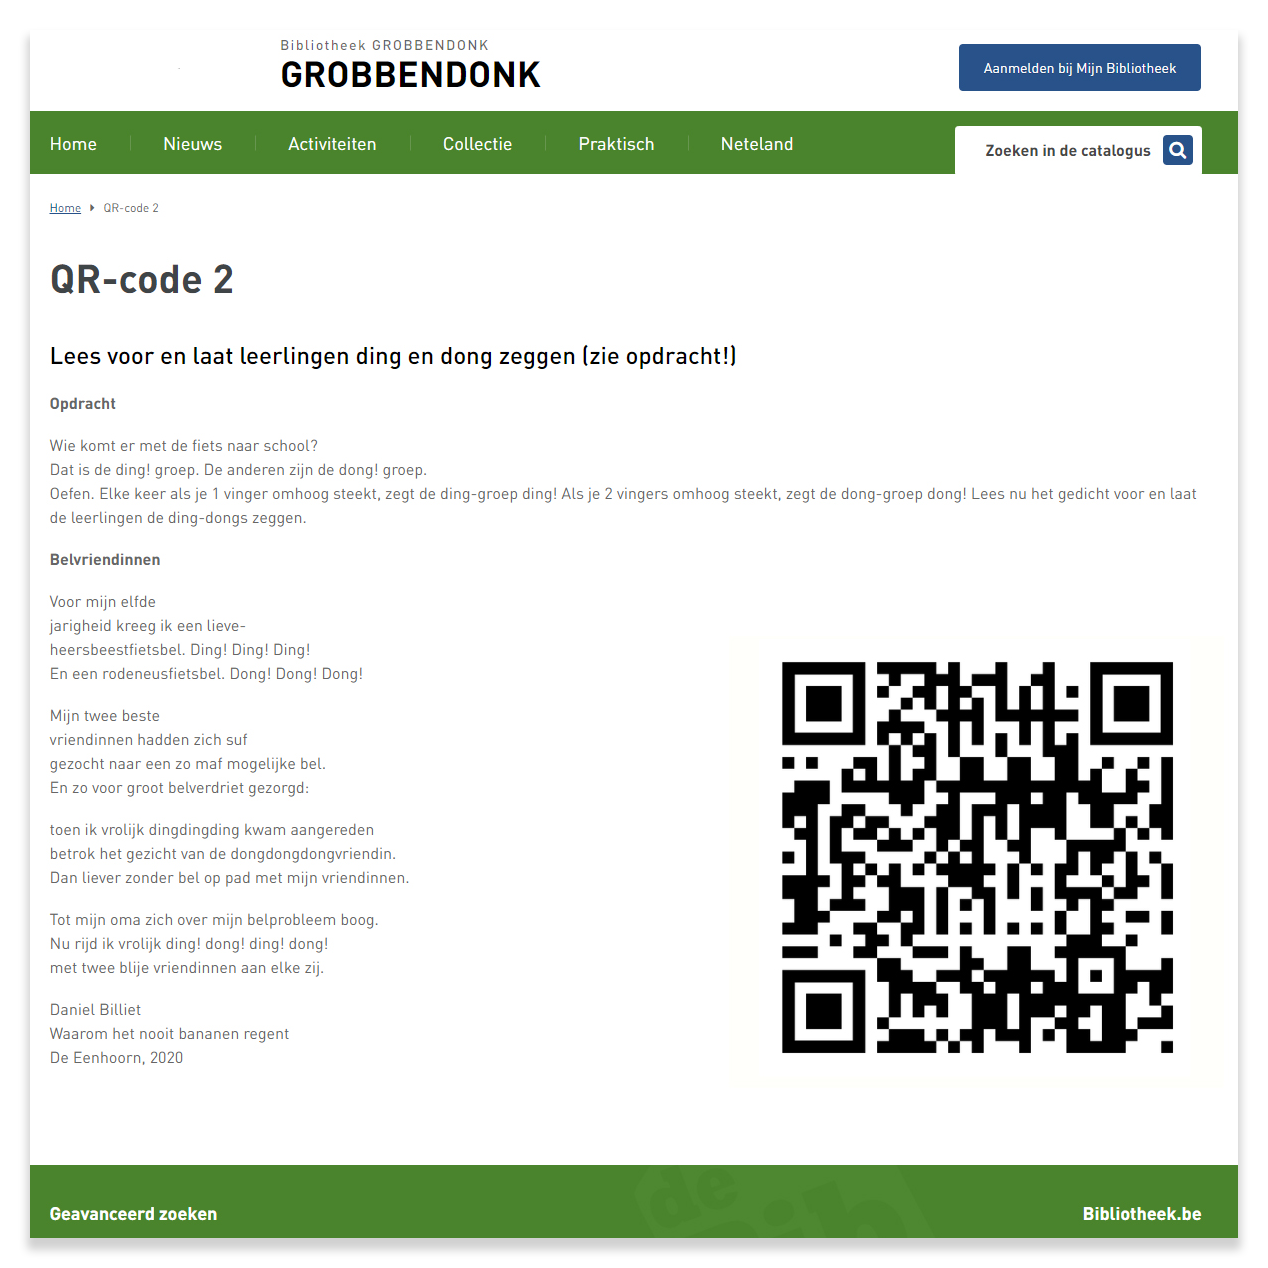 Bibliotheek GROBBENDONK
GROBBENDONK
Aanmelden bij Mijn Bibliotheek
Home
Nieuws
Activiteiten
Collectie
Praktisch
Neteland
Zoeken in de catalogus
Home
QR-code 2
QR-code 2
Lees voor en laat leerlingen ding en dong zeggen (zie opdracht!)
Opdracht
Wie komt er met de fiets naar school?
Dat is de ding! groep. De anderen zijn de dong! groep.
Oefen. Elke keer als je 1 vinger omhoog steekt, zegt de ding-groep ding! Als je 2 vingers omhoog steekt, zegt de dong-groep dong! Lees nu het gedicht voor en laat
de leerlingen de ding-dongs zeggen.
Belvriendinnen
Voor mijn elfde
jarigheid kreeg ik een lieve-
heersbeestfietsbel. Ding! Ding! Ding!
En een rodeneusfietsbel. Dong! Dong! Dong!
Mijn twee beste
vriendinnen hadden zich suf
gezocht naar een zo maf mogelijke bel.
En zo voor groot belverdriet gezorgd:
toen ik vrolijk dingdingding kwam aangereden
betrok het gezicht van de dongdongdongvriendin.
Dan liever zonder bel op pad met mijn vriendinnen.
Tot mijn oma zich over mijn belprobleem boog.
Nu rijd ik vrolijk ding! dong! ding! dong!
met twee blije vriendinnen aan elke zij.
Daniel Billiet
Waarom het nooit bananen regent
De Eenhoorn, 2020
de
Bib
Geavanceerd zoeken
Bibliotheek.be